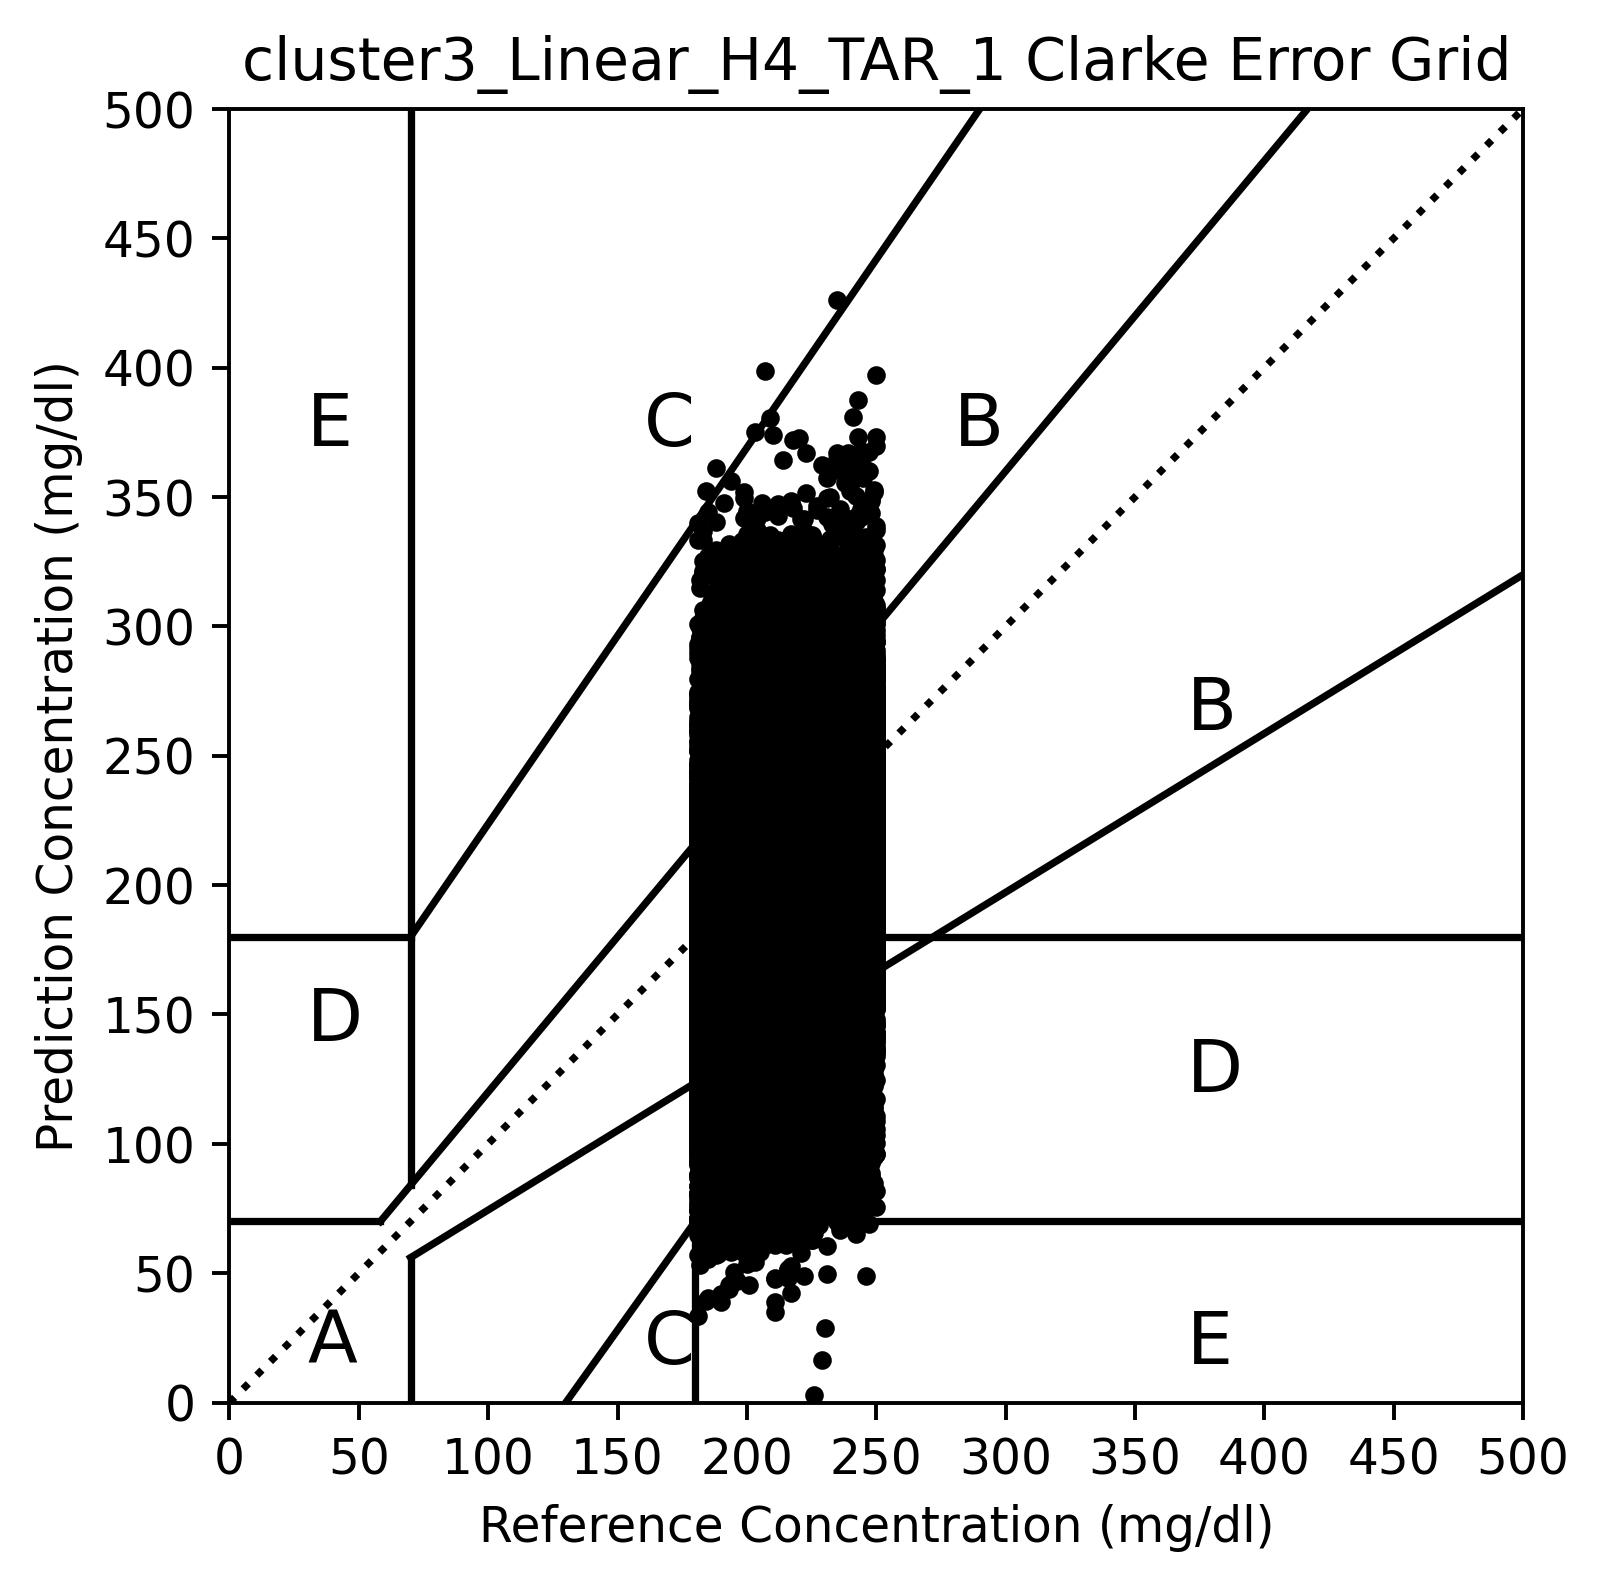 cluster3_Linear_H4_TAR_1 Clarke Error Grid
500
450
400
350
300
250
200
150
100
50
0
Prediction Concentration (mg/dl)
E
C
B
B
D
D
A
C
E
0 50 100 150 200 250 300 350 400 450 500
Reference Concentration (mg/dl)